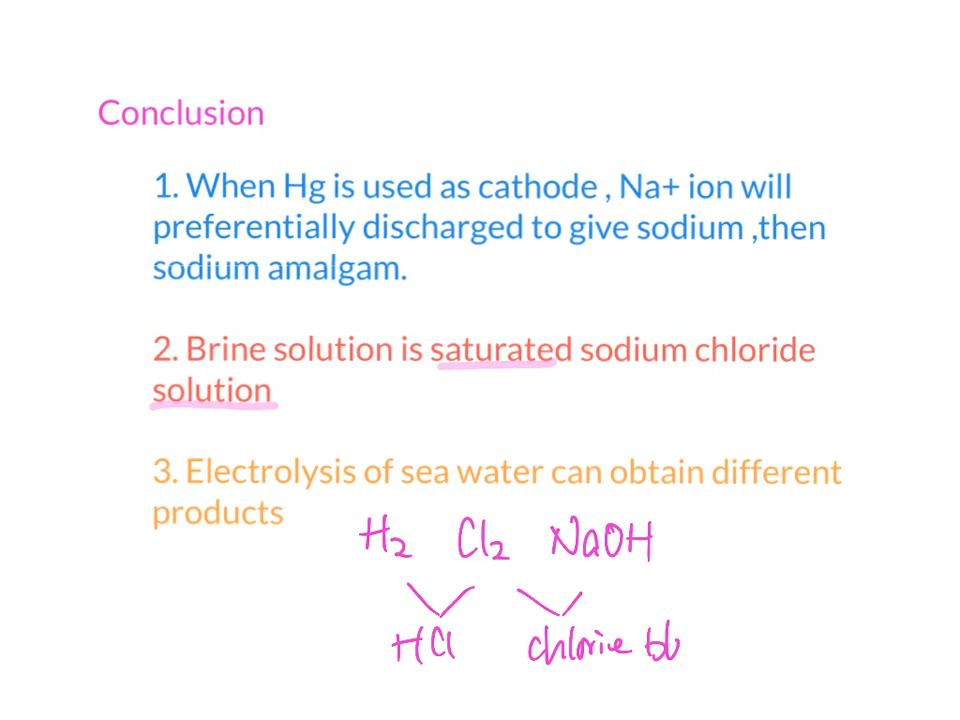 Conclusion
1. When Hg is used as cathode , Na+ ion will
preferentially discharged to give sodium ,then
sodium amalgam.
2. Brine solution is saturated sodium chloride
solution
3. Electrolysis of sea water can obtain different
products
H₂ Cl₂ NaOH
HCl